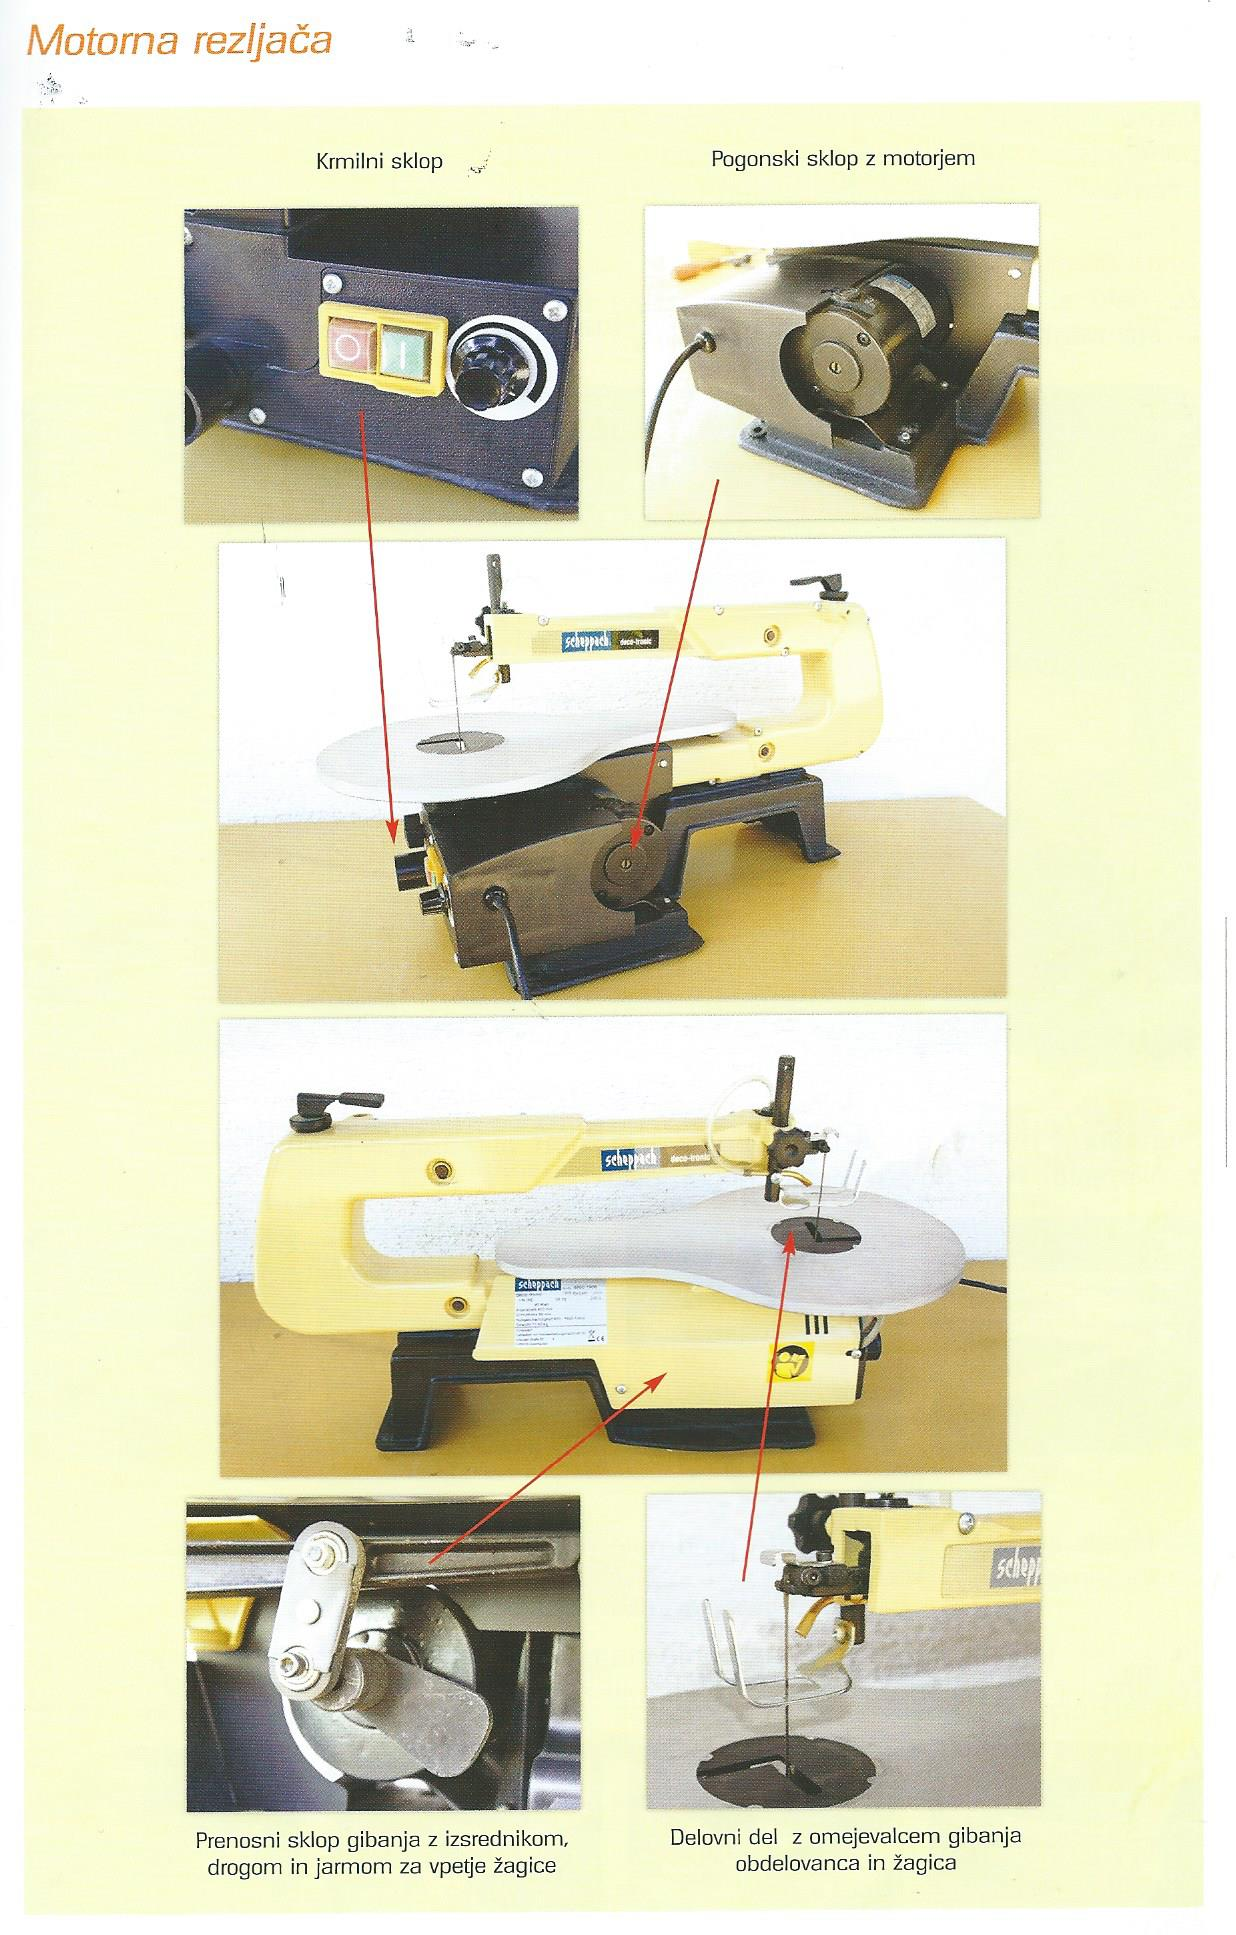 Motorna rezljača
Krmilni sklop
Pogonski sklop z motorjem
scheppach deco-tronic
scheppach deco-tronic
scheppach
Prenosni sklop gibanja z izsrednikom,
drogom in jarmom za vpetje žagice
Delovni del z omejevalcem gibanja
obdelovanca in žagica